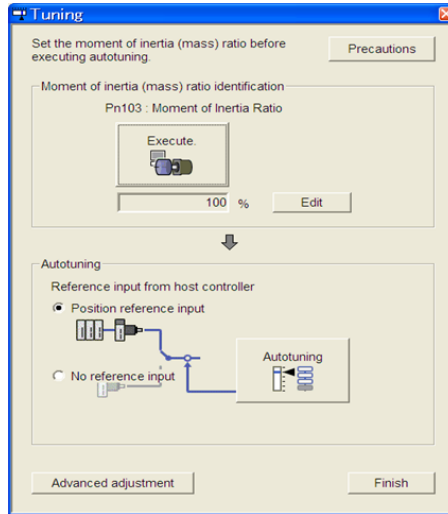 Tuning
Set the moment of inertia (mass) ratio before
executing autotuning.
Precautions
Moment of inertia (mass) ratio identification
Pn103 : Moment of Inertia Ratio
Execute.
100 % Edit
Autotuning
Reference input from host controller
Position reference input
Autotuning
No reference input
Advanced adjustment Finish